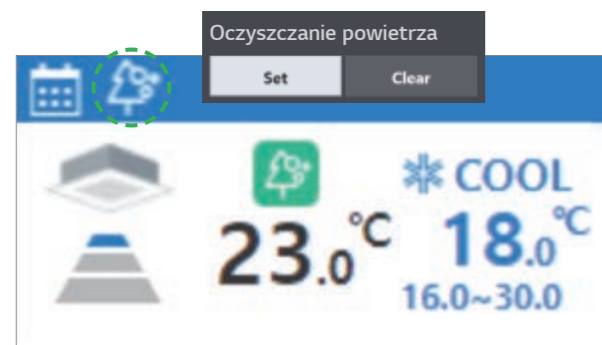 Oczyszczanie powietrza
Set Clear
COOL
23.0°C 18.0°C
16.0~30.0